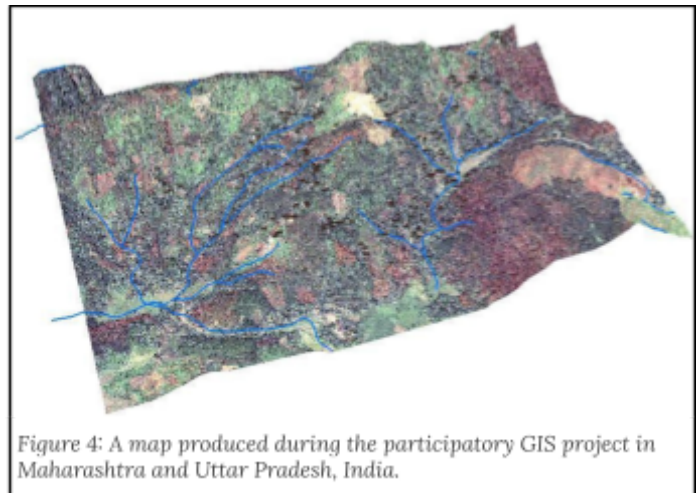 Figure 4: A map produced during the participatory GIS project in
Maharashtra and Uttar Pradesh, India.